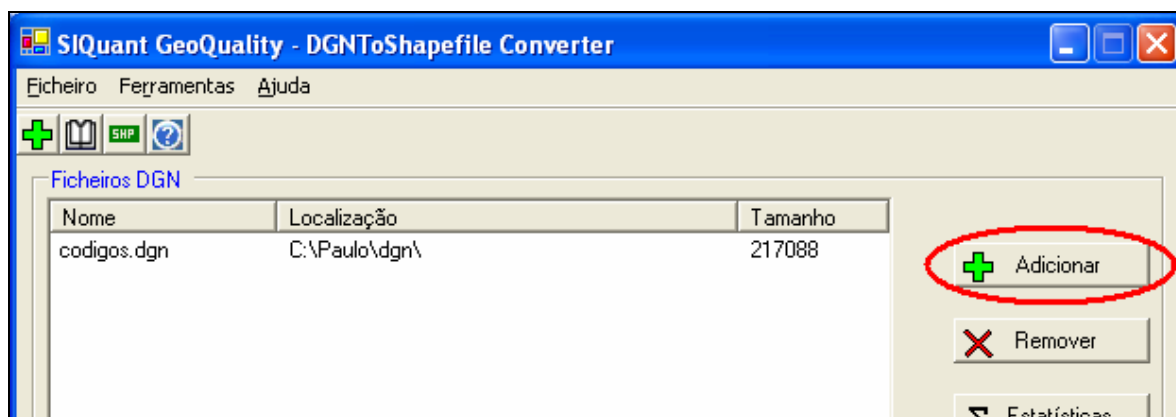 SIQuant GeoQuality - DGNToShapefile Converter
Ficheiro Ferramentas Ajuda
SHP
Ficheiros DGN
Nome Localização Tamanho
codigos.dgn C:\Paulo\dgn\ 217088
Adicionar
Remover
Estatísticas